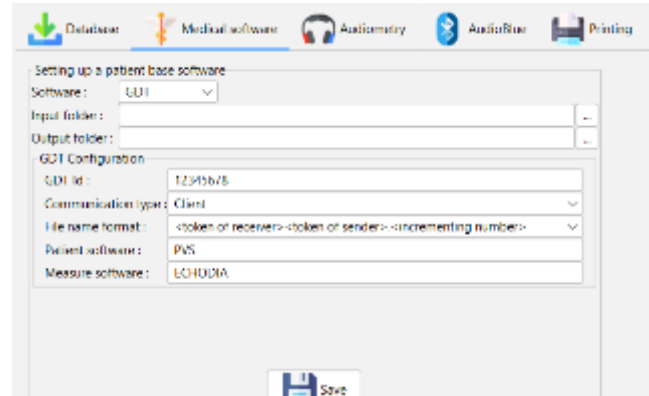 Database Medical software Audiometry AudioBlue Printing
Setting up a patient base software
Software : GDT
Input folder : ...
Output folder : ...
GDT Configuration
GDT Id : 12345678
Communication type : Client
File name format : <token of receiver><token of sender>.<incrementing number>
Patient software : PVS
Measure software : ECHODIA
Save